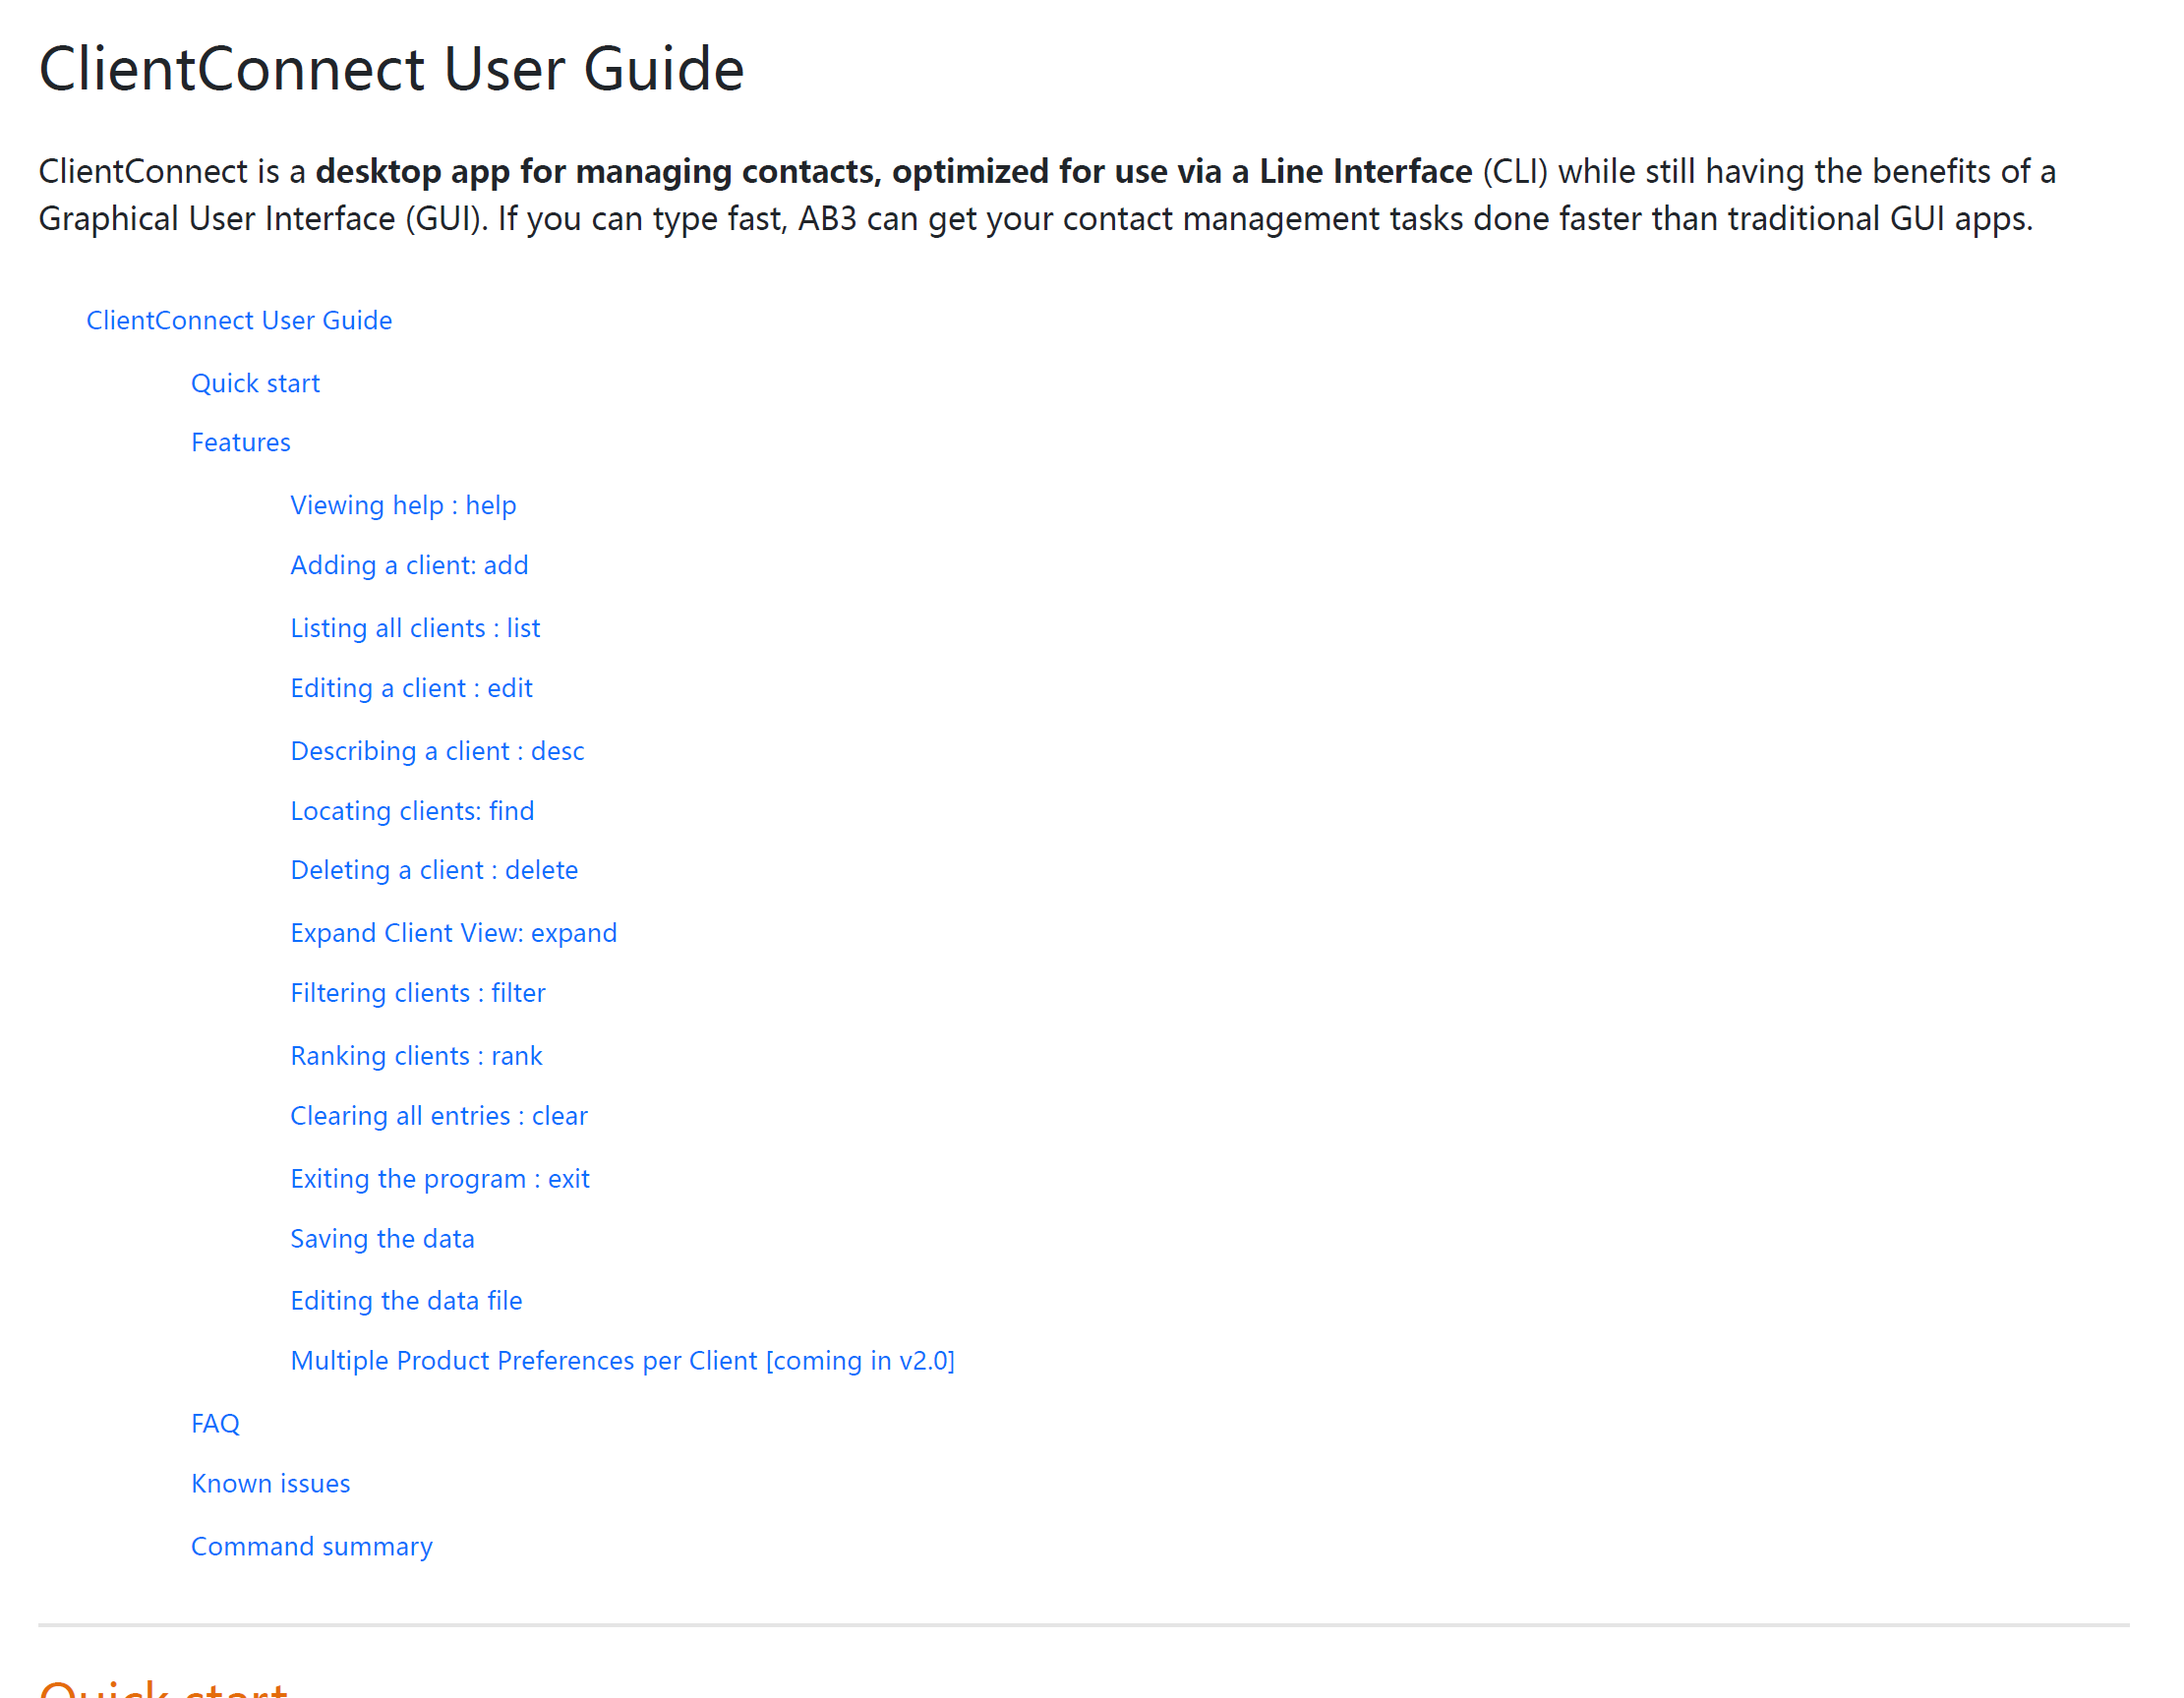 ClientConnect User Guide
ClientConnect is a desktop app for managing contacts, optimized for use via a Line Interface (CLI) while still having the benefits of a
Graphical User Interface (GUI). If you can type fast, AB3 can get your contact management tasks done faster than traditional GUI apps.
ClientConnect User Guide
Quick start
Features
Viewing help : help
Adding a client: add
Listing all clients : list
Editing a client : edit
Describing a client : desc
Locating clients: find
Deleting a client : delete
Expand Client View: expand
Filtering clients : filter
Ranking clients : rank
Clearing all entries : clear
Exiting the program : exit
Saving the data
Editing the data file
Multiple Product Preferences per Client [coming in v2.0]
FAQ
Known issues
Command summary
Quick start